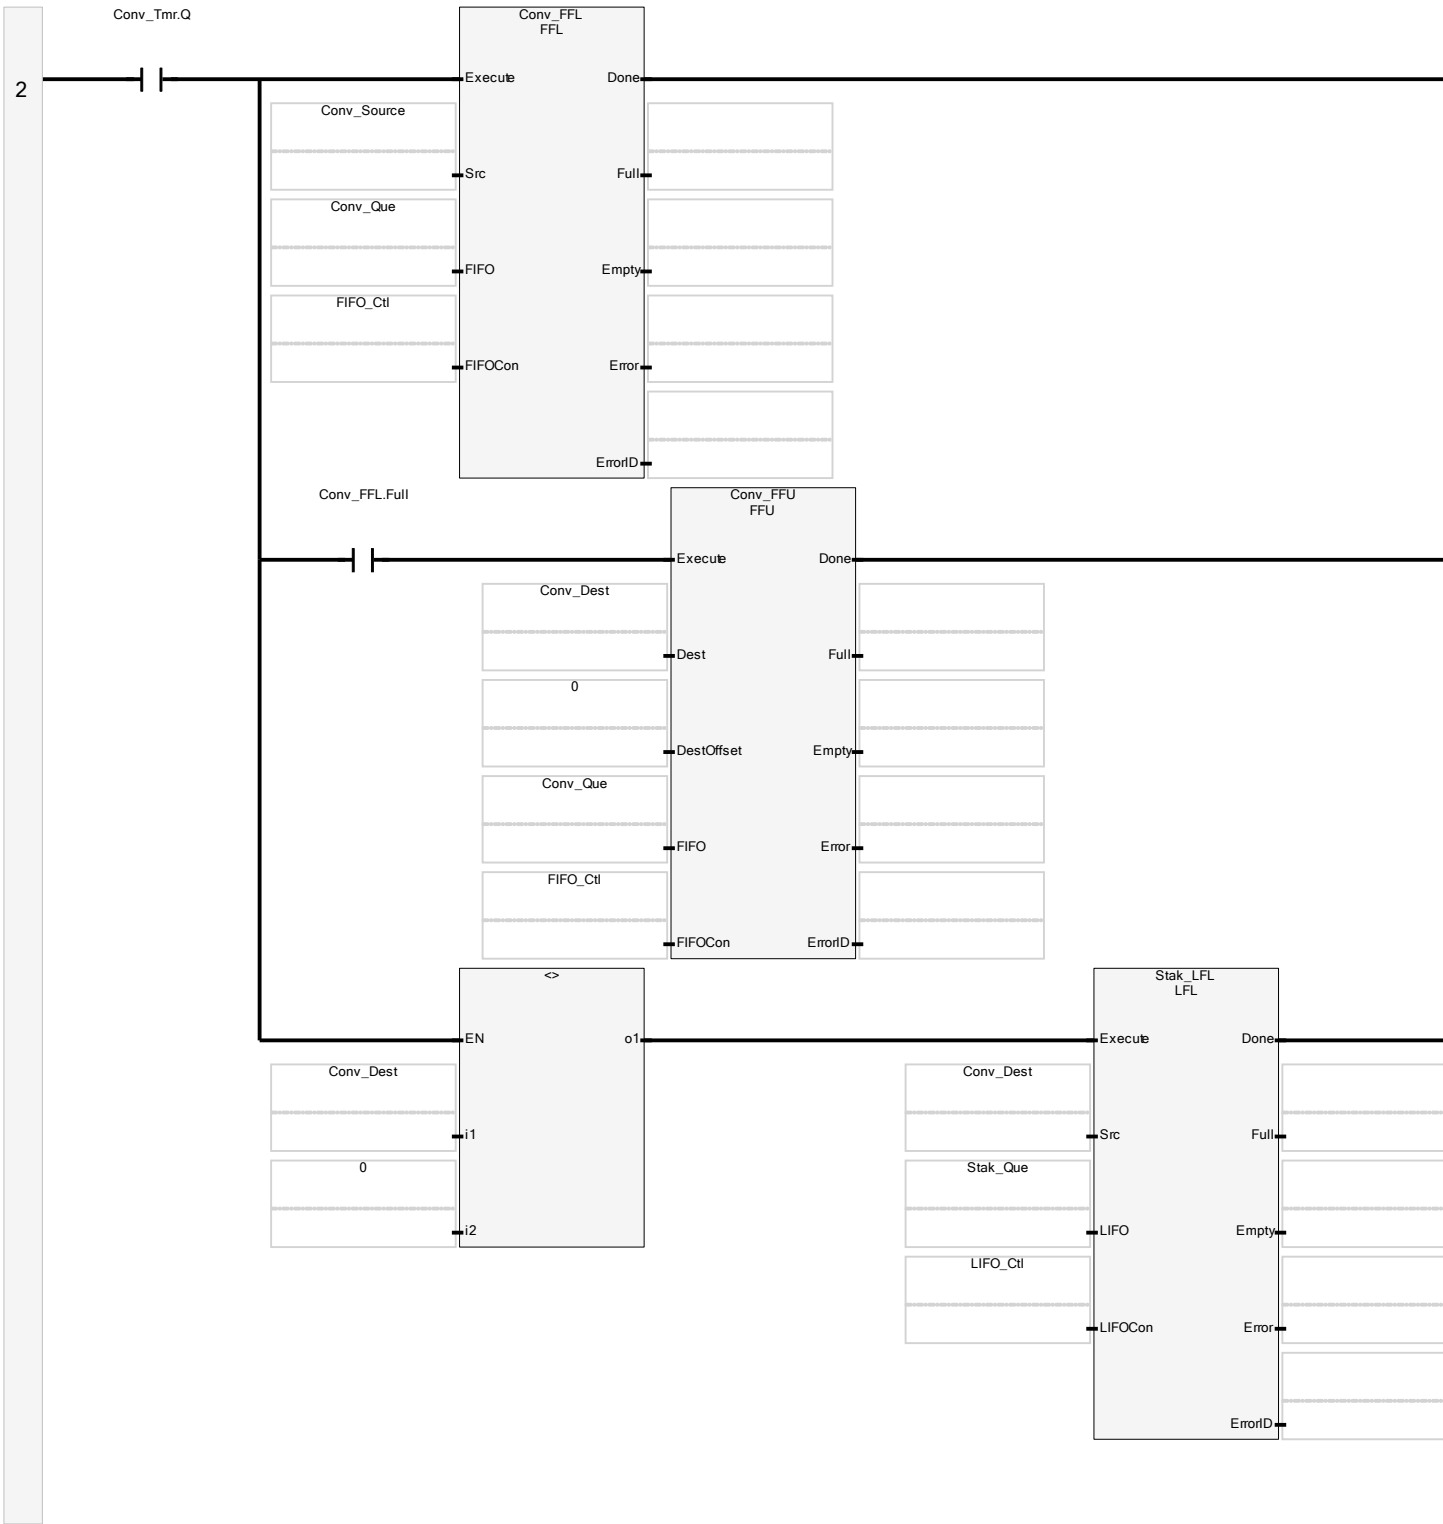 Conv_Tmr.Q
Conv_FFL
FFL
2
Execute
Done
Conv_Source
Src
Full
Conv_Que
FIFO
Empty
FIFO_Ctl
FIFOCon
Error
ErrorID
Conv_FFL.Full
Conv_FFU
FFU
Execute
Done
Conv_Dest
Dest
Full
0
DestOffset
Empty
Conv_Que
FIFO
Error
FIFO_Ctl
FIFOCon
ErrorID
<>
Stak_LFL
LFL
EN
o1
Execute
Done
Conv_Dest
Conv_Dest
i1
Src
Full
0
Stak_Que
i2
LIFO
Empty
LIFO_Ctl
LIFOCon
Error
ErrorID